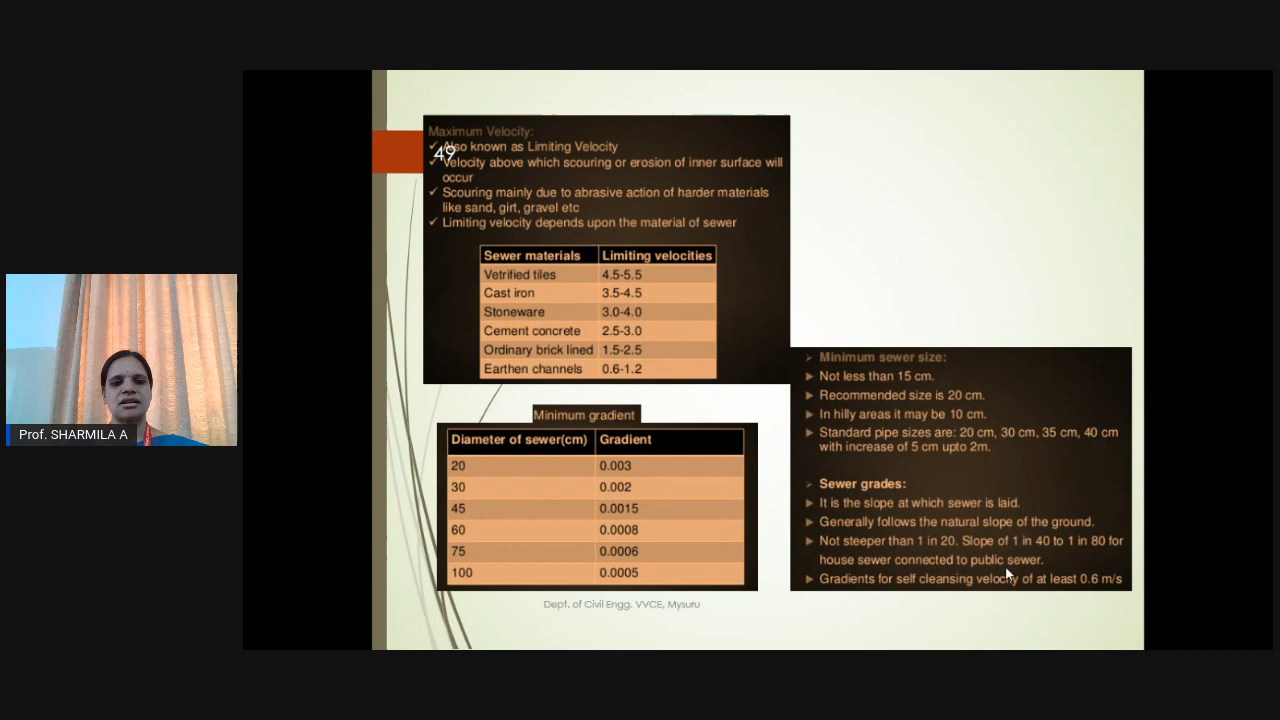 Maximum Velocity:
49
✓ Also known as Limiting Velocity
✓ Velocity above which scouring or erosion of inner surface will
occur
✓ Scouring mainly due to abrasive action of harder materials
like sand, girt, gravel etc
✓ Limiting velocity depends upon the material of sewer
Sewer materials Limiting velocities
Vetrified tiles 4.5-5.5
Cast iron 3.5-4.5
Stoneware 3.0-4.0
Cement concrete 2.5-3.0
Ordinary brick lined 1.5-2.5
Earthen channels 0.6-1.2
Minimum gradient
Diameter of sewer(cm) Gradient
20 0.003
30 0.002
45 0.0015
60 0.0008
75 0.0006
100 0.0005
Minimum sewer size:
Not less than 15 cm.
Recommended size is 20 cm.
In hilly areas it may be 10 cm.
Standard pipe sizes are: 20 cm, 30 cm, 35 cm, 40 cm
with increase of 5 cm upto 2m.
Sewer grades:
It is the slope at which sewer is laid.
Generally follows the natural slope of the ground.
Not steeper than 1 in 20. Slope of 1 in 40 to 1 in 80 for
house sewer connected to public sewer.
Gradients for self cleansing velocity of at least 0.6 m/s
Dept. of Civil Engg. VVCE, Mysuru
Prof. SHARMILA A